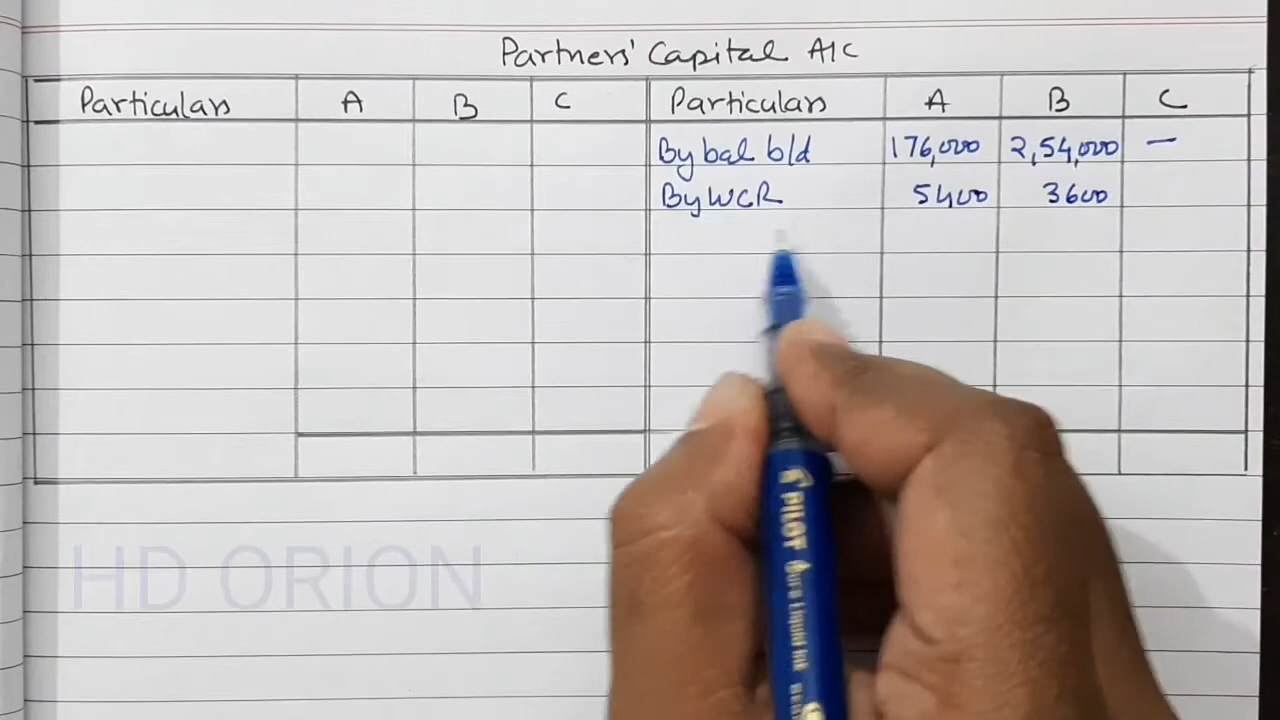 Partners' Capital A/C
Particulars A B C Particulars A B C
By bal b/d 176,000 2,54,000 —
By WCR 5400 3600
HD ORION
PILOT